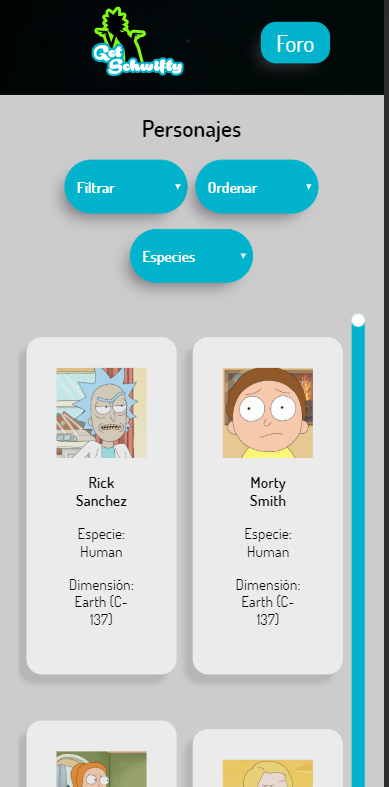 Got
Schwifty
Foro
Personajes
Filtrar
Ordenar
Especies
Rick
Sanchez
Especie:
Human
Dimensión:
Earth (C-
137)
Morty
Smith
Especie:
Human
Dimensión:
Earth (C-
137)